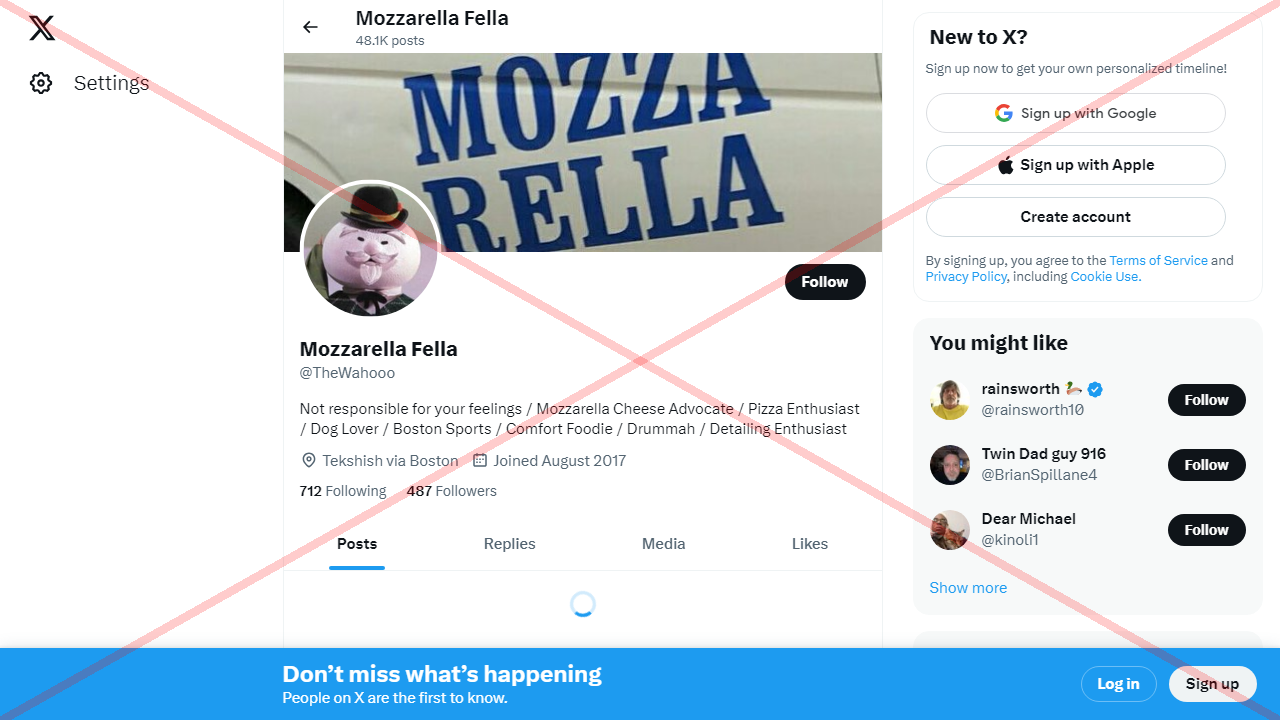 Settings
Mozzarella Fella
48.1K posts
MOZZA
RELLA
Follow
Mozzarella Fella
@TheWahooo
Not responsible for your feelings / Mozzarella Cheese Advocate / Pizza Enthusiast
/ Dog Lover / Boston Sports / Comfort Foodie / Drummah / Detailing Enthusiast
Tekshish via Boston Joined August 2017
712 Following 487 Followers
Posts Replies Media Likes
New to X?
Sign up now to get your own personalized timeline!
Sign up with Google
Sign up with Apple
Create account
By signing up, you agree to the Terms of Service and
Privacy Policy, including Cookie Use.
You might like
rainsworth
@rainsworth10
Follow
Twin Dad guy 916
@BrianSpillane4
Follow
Dear Michael
@kinoli1
Follow
Show more
Don’t miss what’s happening
People on X are the first to know.
Log in
Sign up